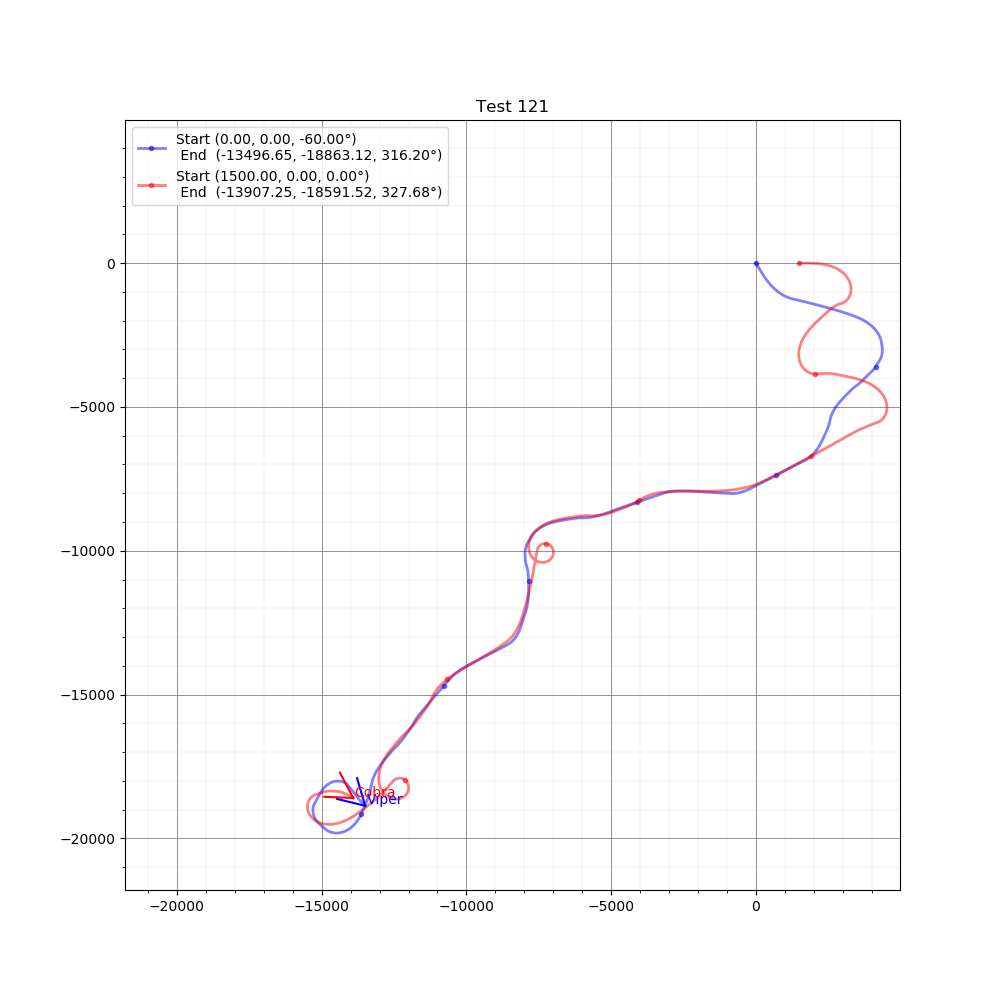 Test 121
Start (0.00, 0.00, -60.00°)
End  (-13496.65, -18863.12, 316.20°)
Start (1500.00, 0.00, 0.00°)
End  (-13907.25, -18591.52, 327.68°)
0
−5000
−10000
−15000
−20000
Cobra
Viper
−20000 −15000 −10000 −5000 0